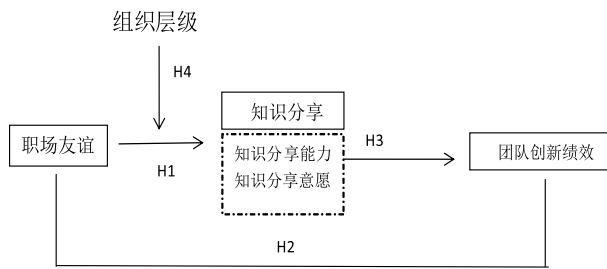 组织层级
H4
知识分享
职场友谊
H1
知识分享能力
知识分享意愿
H3
团队创新绩效
H2